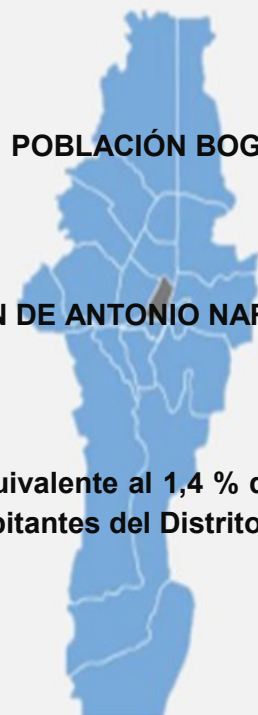 POBLACIÓN BOG
N DE ANTONIO NAR
uivalente al 1,4 % d
bitantes del Distrito